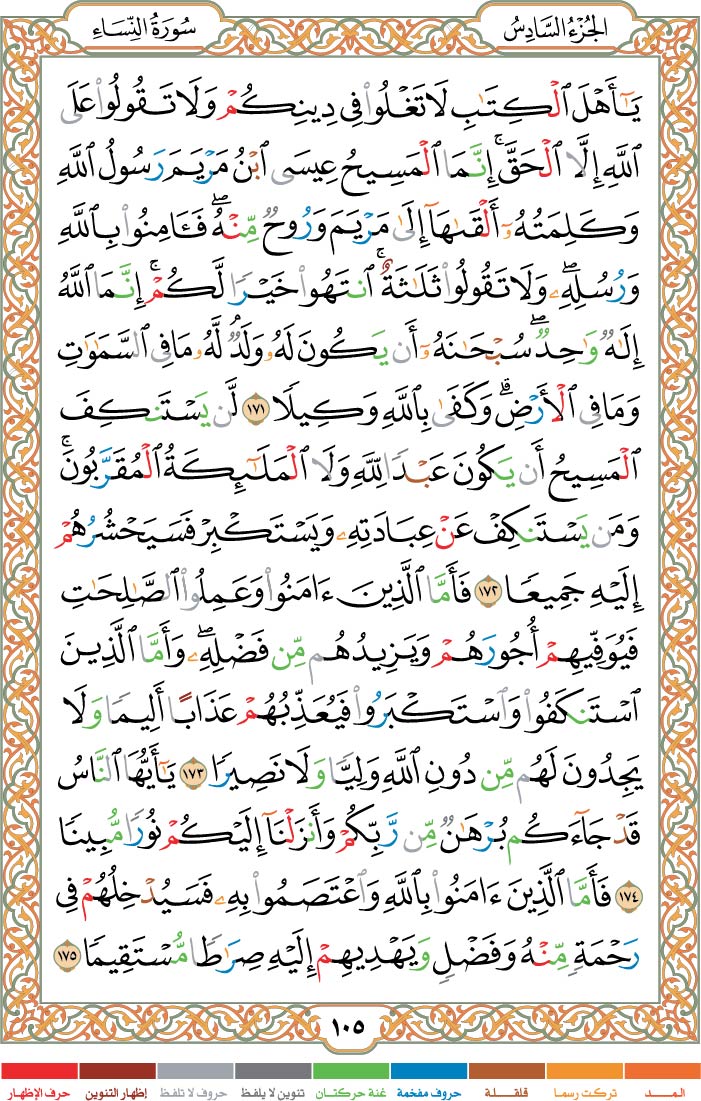 الجُزْءُ السَّادِسُ
سُورَةُ النِّسَاءِ
يَـٰٓأَهْلَ ٱلْكِتَـٰبِ لَا تَغْلُوا۟ فِى دِينِكُمْ وَلَا تَقُولُوا۟ عَلَى
ٱللَّهِ إِلَّا ٱلْحَقَّ ۚ إِنَّمَا ٱلْمَسِيحُ عِيسَى ٱبْنُ مَرْيَمَ رَسُولُ ٱللَّهِ
وَكَلِمَتُهُۥٓ أَلْقَىٰهَآ إِلَىٰ مَرْيَمَ وَرُوحٌ مِّنْهُ ۖ فَـَٔامِنُوا۟ بِٱللَّهِ
وَرُسُلِهِۦ ۖ وَلَا تَقُولُوا۟ ثَلَـٰثَةٌ ۚ ٱنتَهُوا۟ خَيْرًا لَّكُمْ ۚ إِنَّمَا ٱللَّهُ
إِلَـٰهٌ وَٰحِدٌ ۖ سُبْحَـٰنَهُۥٓ أَن يَكُونَ لَهُۥ وَلَدٌ ۘ لَّهُۥ مَا فِى ٱلسَّمَـٰوَٰتِ
وَمَا فِى ٱلْأَرْضِ ۗ وَكَفَىٰ بِٱللَّهِ وَكِيلًا ١٧١ لَّن يَسْتَنكِفَ
ٱلْمَسِيحُ أَن يَكُونَ عَبْدًا لِّلَّهِ وَلَا ٱلْمَلَـٰٓئِكَةُ ٱلْمُقَرَّبُونَ ۚ
وَمَن يَسْتَنكِفْ عَنْ عِبَادَتِهِۦ وَيَسْتَكْبِرْ فَسَيَحْشُرُهُمْ
إِلَيْهِ جَمِيعًا ١٧٢ فَأَمَّا ٱلَّذِينَ ءَامَنُوا۟ وَعَمِلُوا۟ ٱلصَّـٰلِحَـٰتِ
فَيُوَفِّيهِمْ أُجُورَهُمْ وَيَزِيدُهُم مِّن فَضْلِهِۦ ۖ وَأَمَّا ٱلَّذِينَ
ٱسْتَنكَفُوا۟ وَٱسْتَكْبَرُوا۟ فَيُعَذِّبُهُمْ عَذَابًا أَلِيمًا وَلَا
يَجِدُونَ لَهُم مِّن دُونِ ٱللَّهِ وَلِيًّا وَلَا نَصِيرًا ١٧٣ يَـٰٓأَيُّهَا ٱلنَّاسُ
قَدْ جَآءَكُم بُرْهَـٰنٌ مِّن رَّبِّكُمْ وَأَنزَلْنَآ إِلَيْكُمْ نُورًا مُّبِينًا
١٧٤ فَأَمَّا ٱلَّذِينَ ءَامَنُوا۟ بِٱللَّهِ وَٱعْتَصَمُوا۟ بِهِۦ فَسَيُدْخِلُهُمْ فِى
رَحْمَةٍ مِّنْهُ وَفَضْلٍ وَيَهْدِيهِمْ إِلَيْهِ صِرَٰطًا مُّسْتَقِيمًا ١٧٥
١٠٥
المـــد تركت رسما قلقـــلة حروف مفخمة غنة حركتان تنوين لا يلفظ حروف لا تلفظ إظهار التنوين حرف الإظهار